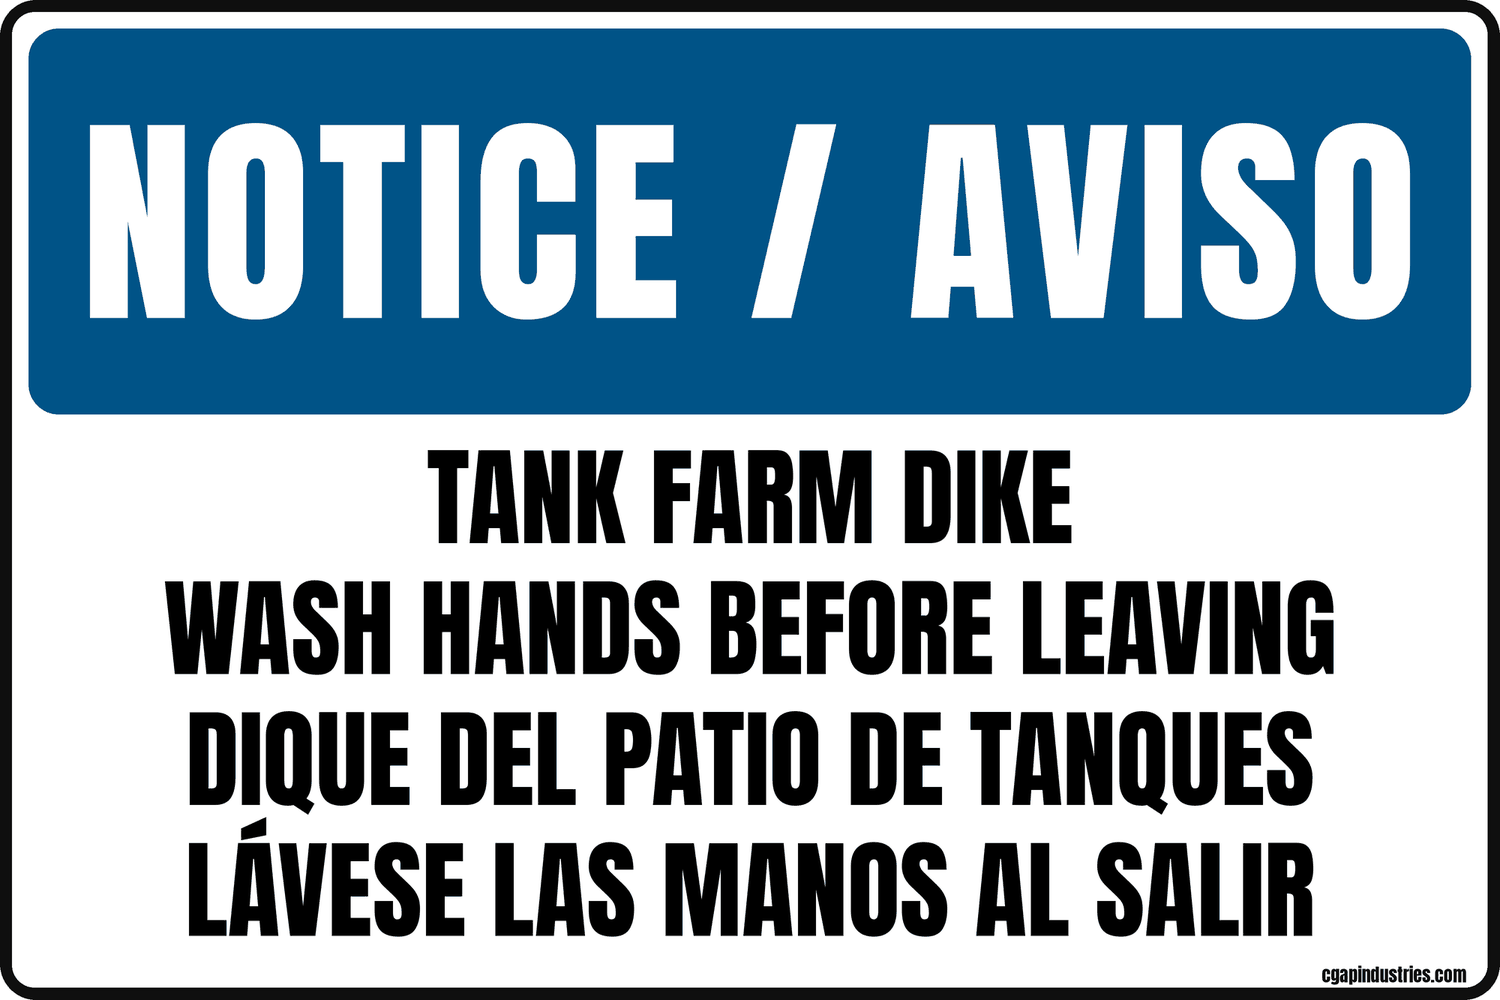 NOTICE / AVISO
TANK FARM DIKE
WASH HANDS BEFORE LEAVING
DIQUE DEL PATIO DE TANQUES
LÁVESE LAS MANOS AL SALIR
cgapindustries.com